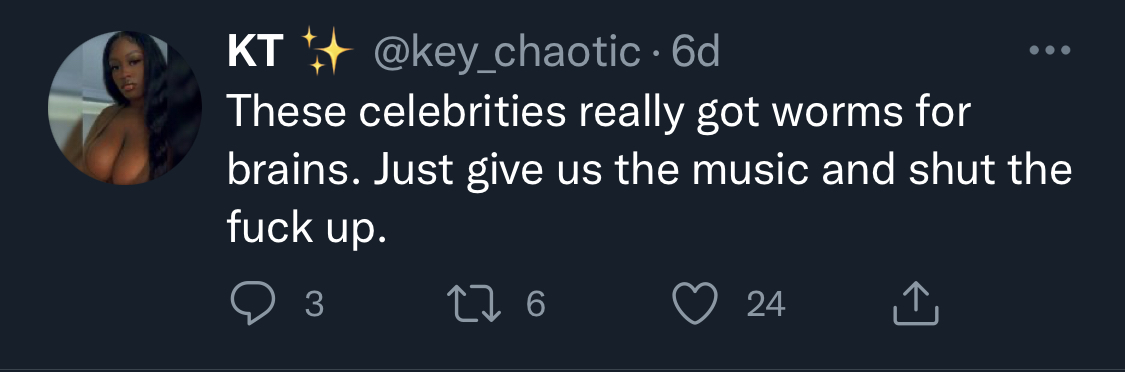 KT ✨ @key_chaotic · 6d
These celebrities really got worms for
brains. Just give us the music and shut the
fuck up.
3 6 24